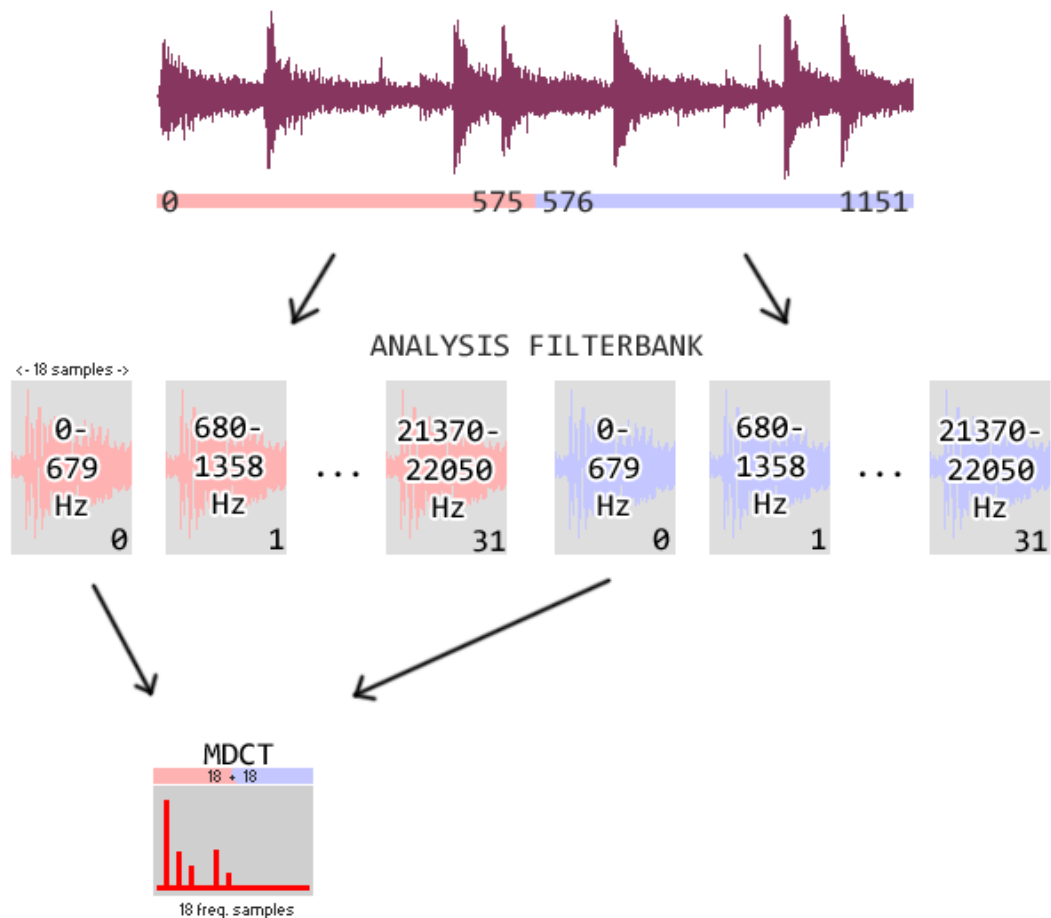 0 575 576 1151
ANALYSIS FILTERBANK
<- 18 samples ->
0-
679
Hz
0
680-
1358
Hz
1
...
21370-
22050
Hz
31
0-
679
Hz
0
680-
1358
Hz
1
...
21370-
22050
Hz
31
MDCT
18 + 18
18 freq. samples